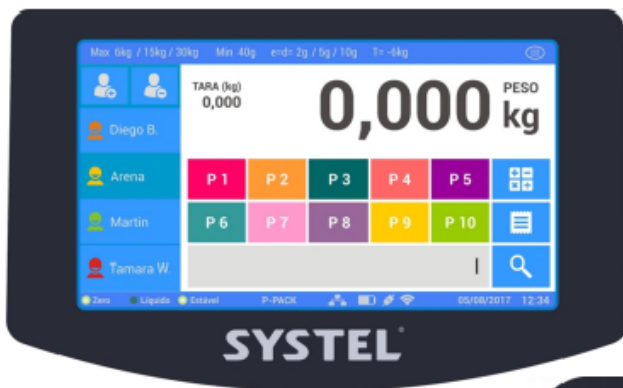 Max 6kg / 15kg / 30kg Min 40g e=d= 2g / 5g / 10g T= -6kg
TARA (kg)
0,000
0,000
PESO
kg
Diego B.
Arena
Martin
Tamara W.
P 1 P 2 P 3 P 4 P 5
P 6 P 7 P 8 P 9 P 10
Zero Líquido Estável P-PACK 05/08/2017 12:34
SYSTEL